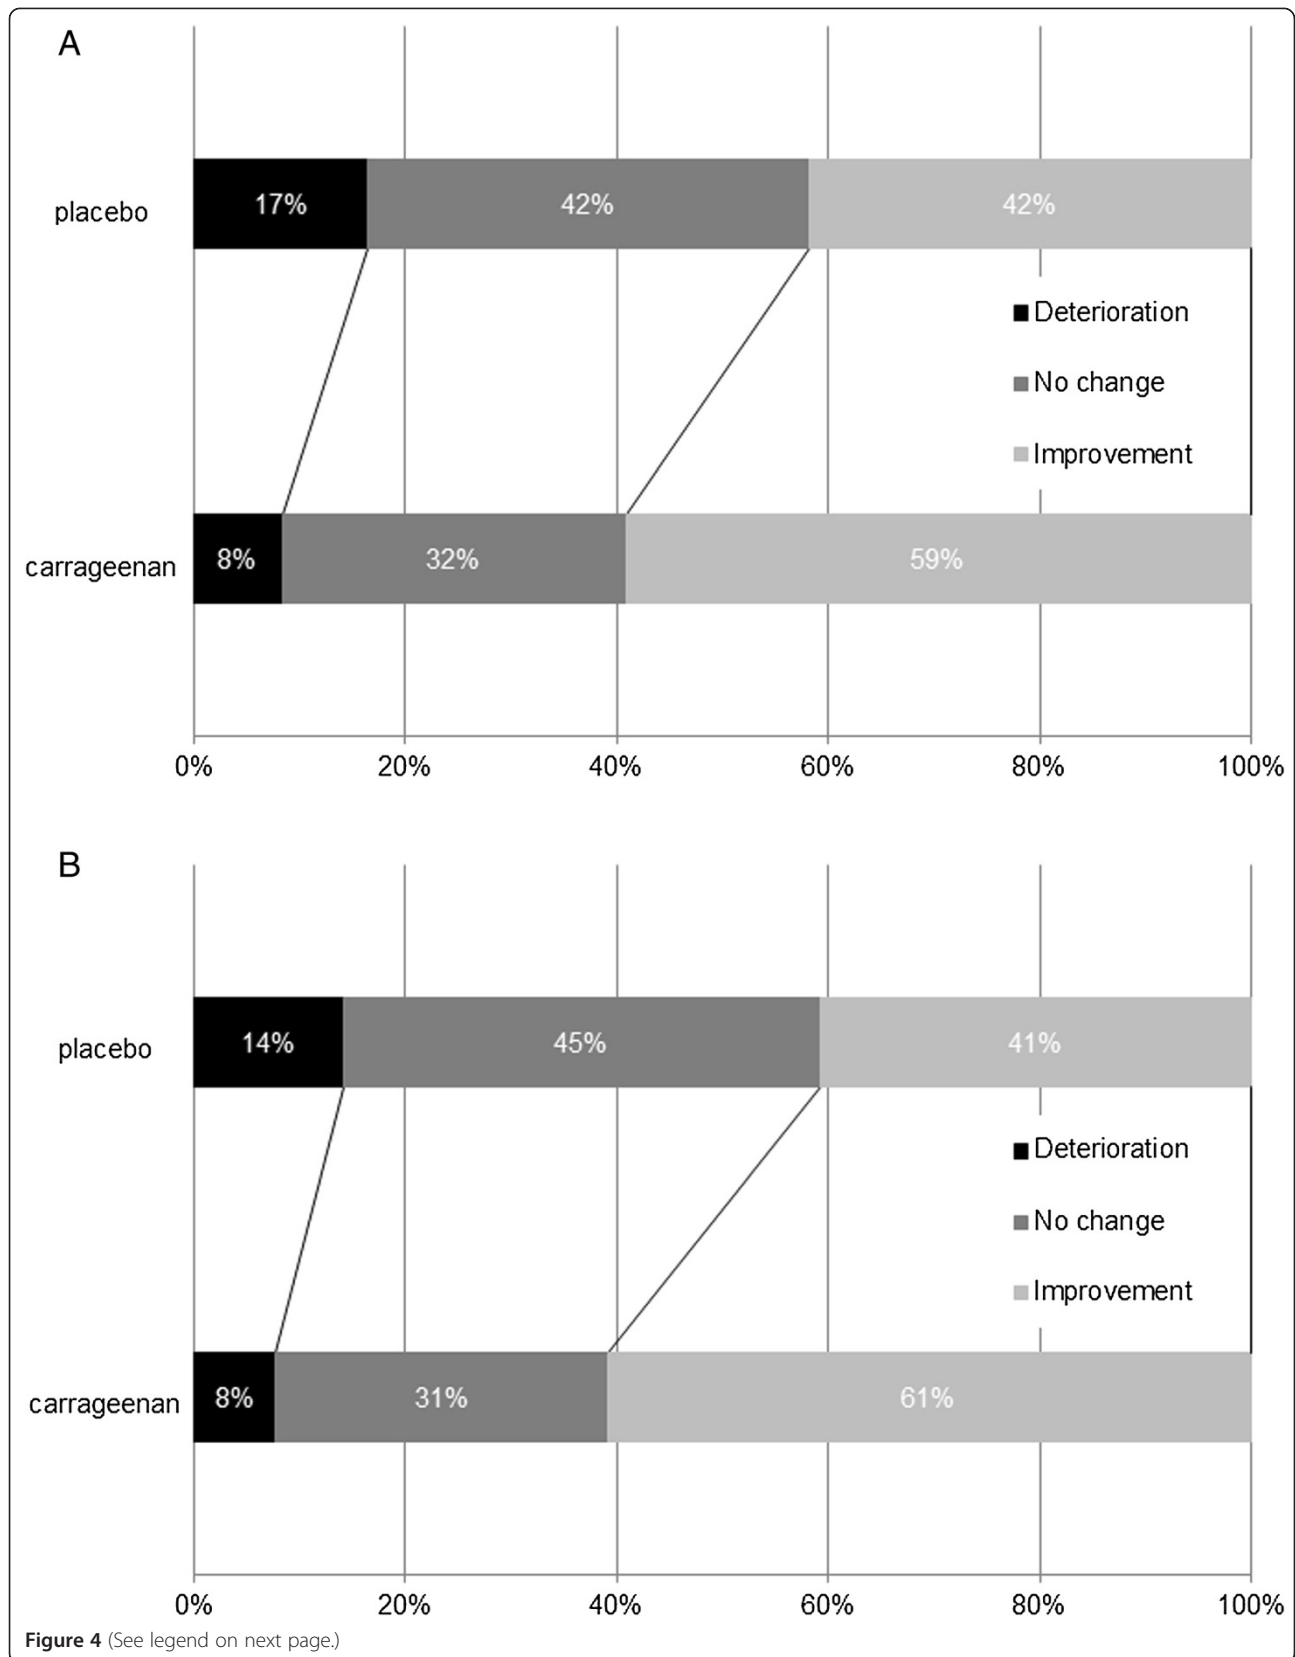 A
placebo
17% 42% 42%
Deterioration
No change
Improvement
carrageenan
8% 32% 59%
0% 20% 40% 60% 80% 100%
B
placebo
14% 45% 41%
Deterioration
No change
Improvement
carrageenan
8% 31% 61%
0% 20% 40% 60% 80% 100%
Figure 4 (See legend on next page.)